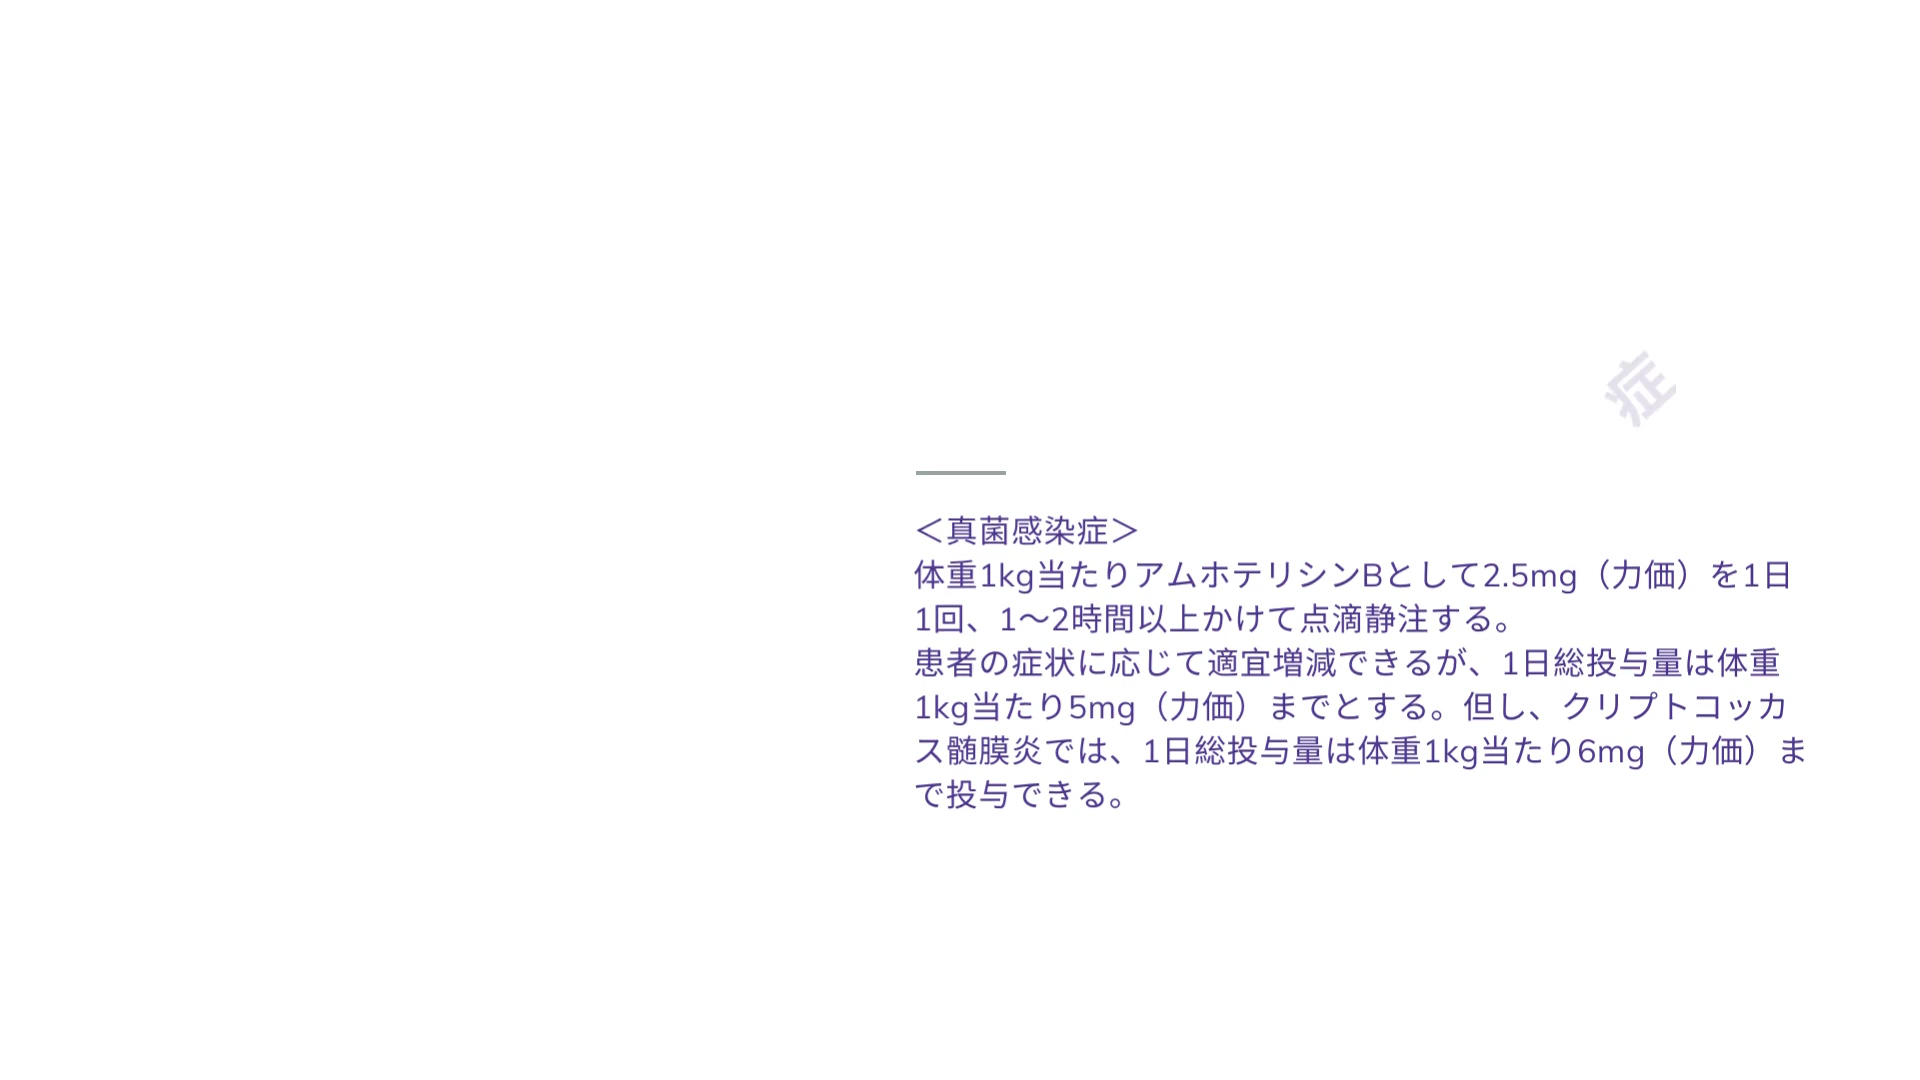 症
＜真菌感染症＞
体重1kg当たりアムホテリシンBとして2.5mg（力価）を1日
1回、1～2時間以上かけて点滴静注する。
患者の症状に応じて適宜増減できるが、1日総投与量は体重
1kg当たり5mg（力価）までとする。但し、クリプトコッカ
ス髄膜炎では、1日総投与量は体重1kg当たり6mg（力価）ま
で投与できる。